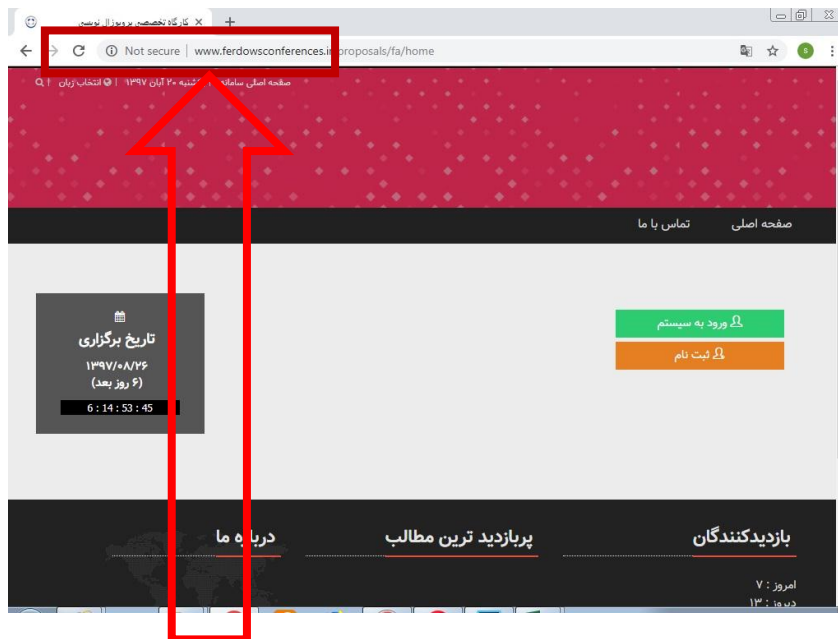 کارگاه تخصصی پروپوزال نویسی
Not secure | www.ferdowsconferences.ir/proposals/fa/home
s
صفحه اصلی سامانه | ۲۰ آبان ۱۳۹۷ | انتخاب زبان
صفحه اصلی تماس با ما
ورود به سیستم
ثبت نام
تاریخ برگزاری
۱۳۹۷/۰۸/۲۶
(۶ روز بعد)
6 : 14 : 53 : 45
بازدیدکنندگان
پربازدید ترین مطالب
درباره ما
امروز : ۷
دیروز : ۱۳